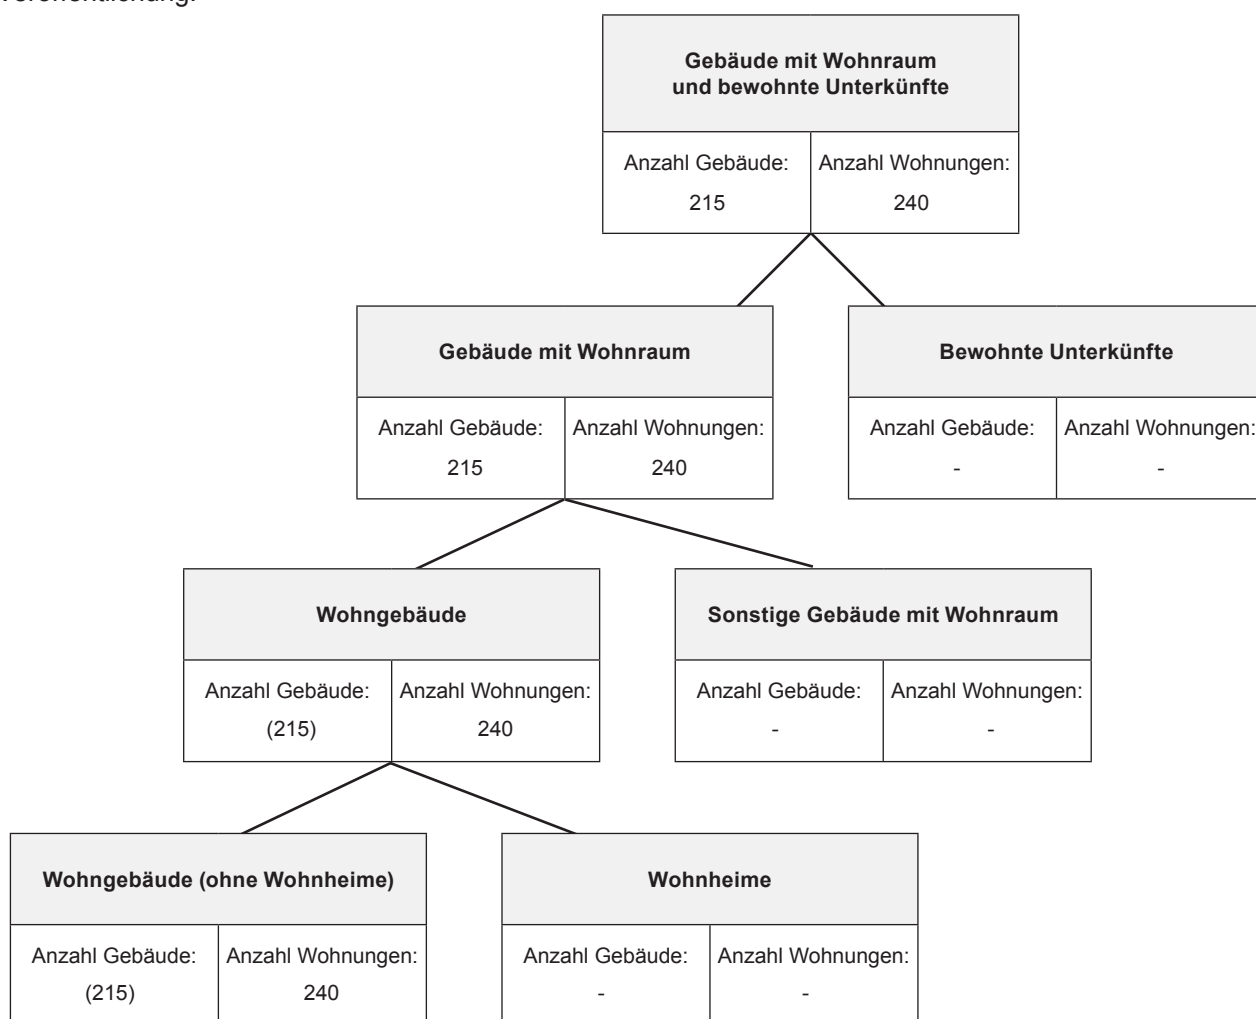 Veröffentlichung.
Gebäude mit Wohnraum
und bewohnte Unterkünfte
Anzahl Gebäude: Anzahl Wohnungen:
215 240
Gebäude mit Wohnraum Bewohnte Unterkünfte
Anzahl Gebäude: Anzahl Wohnungen: Anzahl Gebäude: Anzahl Wohnungen:
215 240 - -
Wohngebäude Sonstige Gebäude mit Wohnraum
Anzahl Gebäude: Anzahl Wohnungen: Anzahl Gebäude: Anzahl Wohnungen:
(215) 240 - -
Wohngebäude (ohne Wohnheime) Wohnheime
Anzahl Gebäude: Anzahl Wohnungen: Anzahl Gebäude: Anzahl Wohnungen:
(215) 240 - -